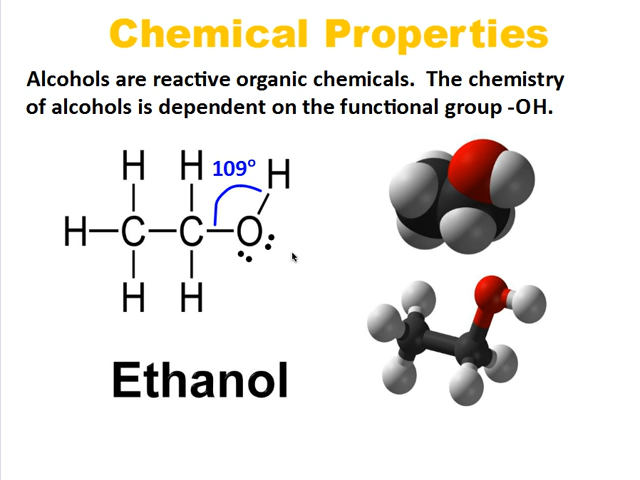 Chemical Properties
Alcohols are reactive organic chemicals.  The chemistry
of alcohols is dependent on the functional group -OH.
H H 109° H
H C C O
H H
Ethanol